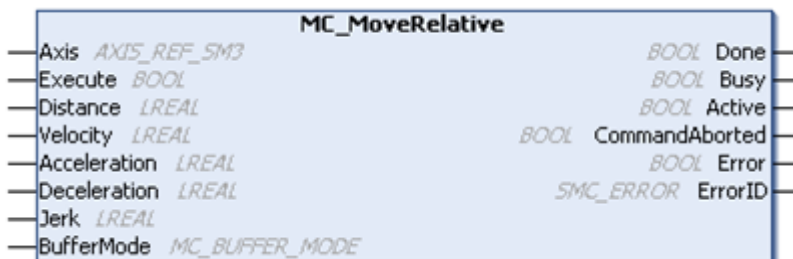 MC_MoveRelative
Axis AXIS_REF_SM3 BOOL Done
Execute BOOL BOOL Busy
Distance LREAL BOOL Active
Velocity LREAL BOOL CommandAborted
Acceleration LREAL BOOL Error
Deceleration LREAL SMC_ERROR ErrorID
Jerk LREAL
BufferMode MC_BUFFER_MODE